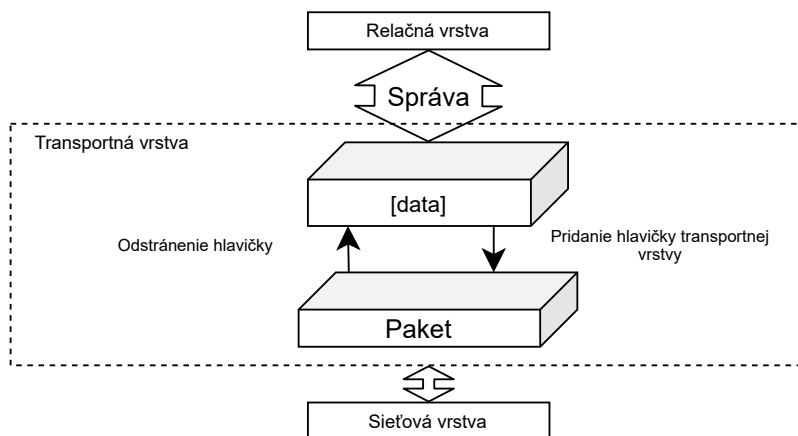 Relačná vrstva
Správa
Transportná vrstva
[data]
Odstránenie hlavičky
Pridanie hlavičky transportnej
vrstvy
Paket
Sieťová vrstva